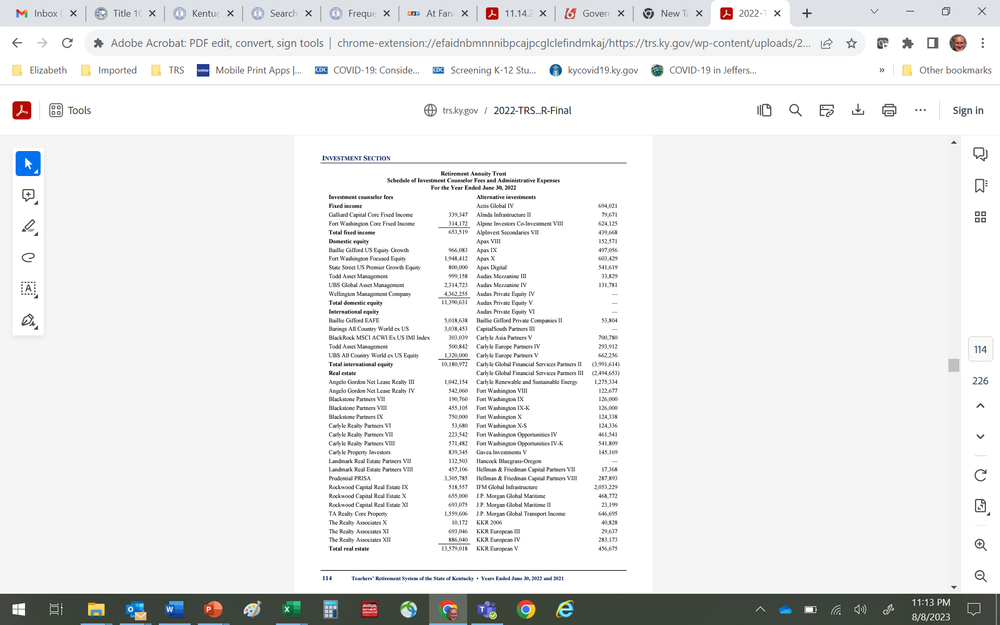 Inbox (
Title 10
Kentuc
Search
Freque
npr At Fan
11.14.2
Govern
New Ta
2022-T
Adobe Acrobat: PDF edit, convert, sign tools | chrome-extension://efaidnbmnnnibpcajpcglclefindmkaj/https://trs.ky.gov/wp-content/uploads/2...
Elizabeth
Imported
TRS
brother Mobile Print Apps |...
CDC COVID-19: Conside...
CDC Screening K-12 Stu...
kycovid19.ky.gov
COVID-19 in Jeffers...
»
Other bookmarks
Tools
trs.ky.gov / 2022-TRS...R-Final
Sign in
INVESTMENT SECTION
Retirement Annuity Trust
Schedule of Investment Counselor Fees and Administrative Expenses
For the Year Ended June 30, 2022
Investment counselor fees Alternative investments
Fixed income Actis Global IV 694,021
Galliard Capital Core Fixed Income 339,347 Alinda Infrastructure II 79,671
Fort Washington Core Fixed Income 314,172 Alpine Investors Co-Investment VIII 624,125
Total fixed income 653,519 AlpInvest Secondaries VII 439,668
Domestic equity Apax VIII 152,571
Baillie Gifford US Equity Growth 966,083 Apax IX 497,056
Fort Washington Focused Equity 1,948,412 Apax X 603,429
State Street US Premier Growth Equity 800,000 Apax Digital 541,619
Todd Asset Management 999,158 Audax Mezzanine III 33,829
UBS Global Asset Management 2,314,723 Audax Mezzanine IV 131,781
Wellington Management Company 4,362,255 Audax Private Equity IV —
Total domestic equity 11,390,631 Audax Private Equity V —
International equity Audax Private Equity VI —
Baillie Gifford EAFE 5,018,638 Baillie Gifford Private Companies II 53,804
Barings All Country World ex US 3,038,453 CapitalSouth Partners III —
BlackRock MSCI ACWI Ex US IMI Index 303,039 Carlyle Asia Partners V 700,780
Todd Asset Management 500,842 Carlyle Europe Partners IV 293,912
UBS All Country World ex US Equity 1,320,000 Carlyle Europe Partners V 662,256
Total international equity 10,180,972 Carlyle Global Financial Services Partners II (3,991,614)
Real estate Carlyle Global Financial Services Partners III (2,494,653)
Angelo Gordon Net Lease Realty III 1,042,154 Carlyle Renewable and Sustainable Energy 1,275,334
Angelo Gordon Net Lease Realty IV 542,060 Fort Washington VIII 122,677
Blackstone Partners VII 190,760 Fort Washington IX 126,000
Blackstone Partners VIII 455,105 Fort Washington IX-K 126,000
Blackstone Partners IX 750,000 Fort Washington X 124,338
Carlyle Realty Partners VI 53,680 Fort Washington X-S 124,336
Carlyle Realty Partners VII 223,542 Fort Washington Opportunities IV 461,541
Carlyle Realty Partners VIII 571,482 Fort Washington Opportunities IV-K 541,809
Carlyle Property Investors 839,345 Gavea Investments V 145,169
Landmark Real Estate Partners VII 132,503 Hancock Bluegrass-Oregon —
Landmark Real Estate Partners VIII 457,106 Hellman & Friedman Capital Partners VII 17,368
Prudential PRISA 3,305,785 Hellman & Friedman Capital Partners VIII 287,893
Rockwood Capital Real Estate IX 518,557 IFM Global Infrastructure 2,053,229
Rockwood Capital Real Estate X 655,000 J.P. Morgan Global Maritime 468,772
Rockwood Capital Real Estate XI 693,075 J.P. Morgan Global Maritime II 23,199
TA Realty Core Property 1,559,606 J.P. Morgan Global Transport Income 646,695
The Realty Associates X 10,172 KKR 2006 40,828
The Realty Associates XI 693,046 KKR European III 29,637
The Realty Associates XII 886,040 KKR European IV 283,173
Total real estate 13,579,018 KKR European V 456,675
114 Teachers' Retirement System of the State of Kentucky • Years Ended June 30, 2022 and 2021
114
226
AVAYA
11:13 PM
8/8/2023